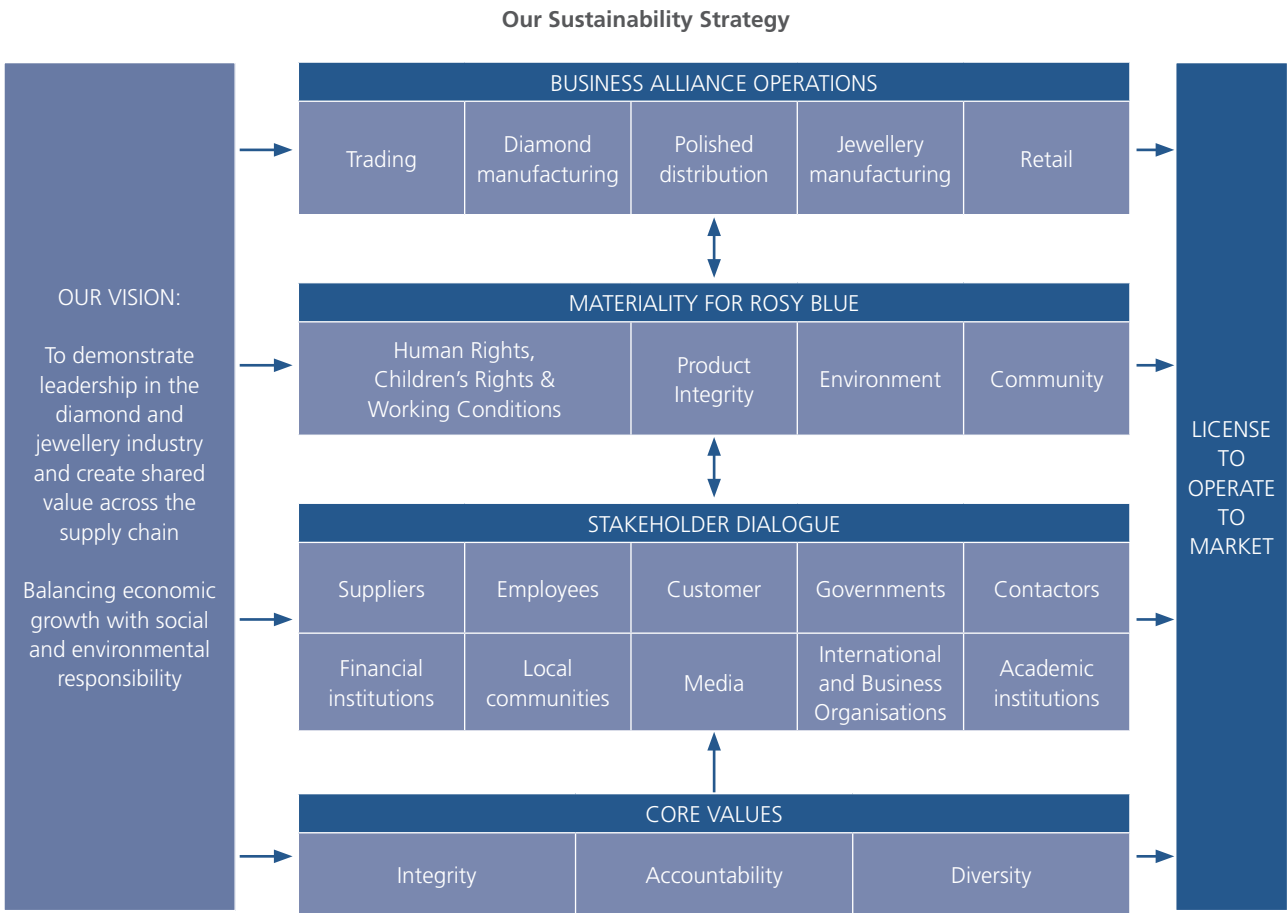 Our Sustainability Strategy
OUR VISION:
To demonstrate
leadership in the
diamond and
jewellery industry
and create shared
value across the
supply chain
Balancing economic
growth with social
and environmental
responsibility
BUSINESS ALLIANCE OPERATIONS
Trading
Diamond
manufacturing
Polished
distribution
Jewellery
manufacturing
Retail
MATERIALITY FOR ROSY BLUE
Human Rights,
Children's Rights &
Working Conditions
Product
Integrity
Environment
Community
STAKEHOLDER DIALOGUE
Suppliers
Employees
Customer
Governments
Contactors
Financial
institutions
Local
communities
Media
International
and Business
Organisations
Academic
institutions
CORE VALUES
Integrity
Accountability
Diversity
LICENSE
TO
OPERATE
TO
MARKET